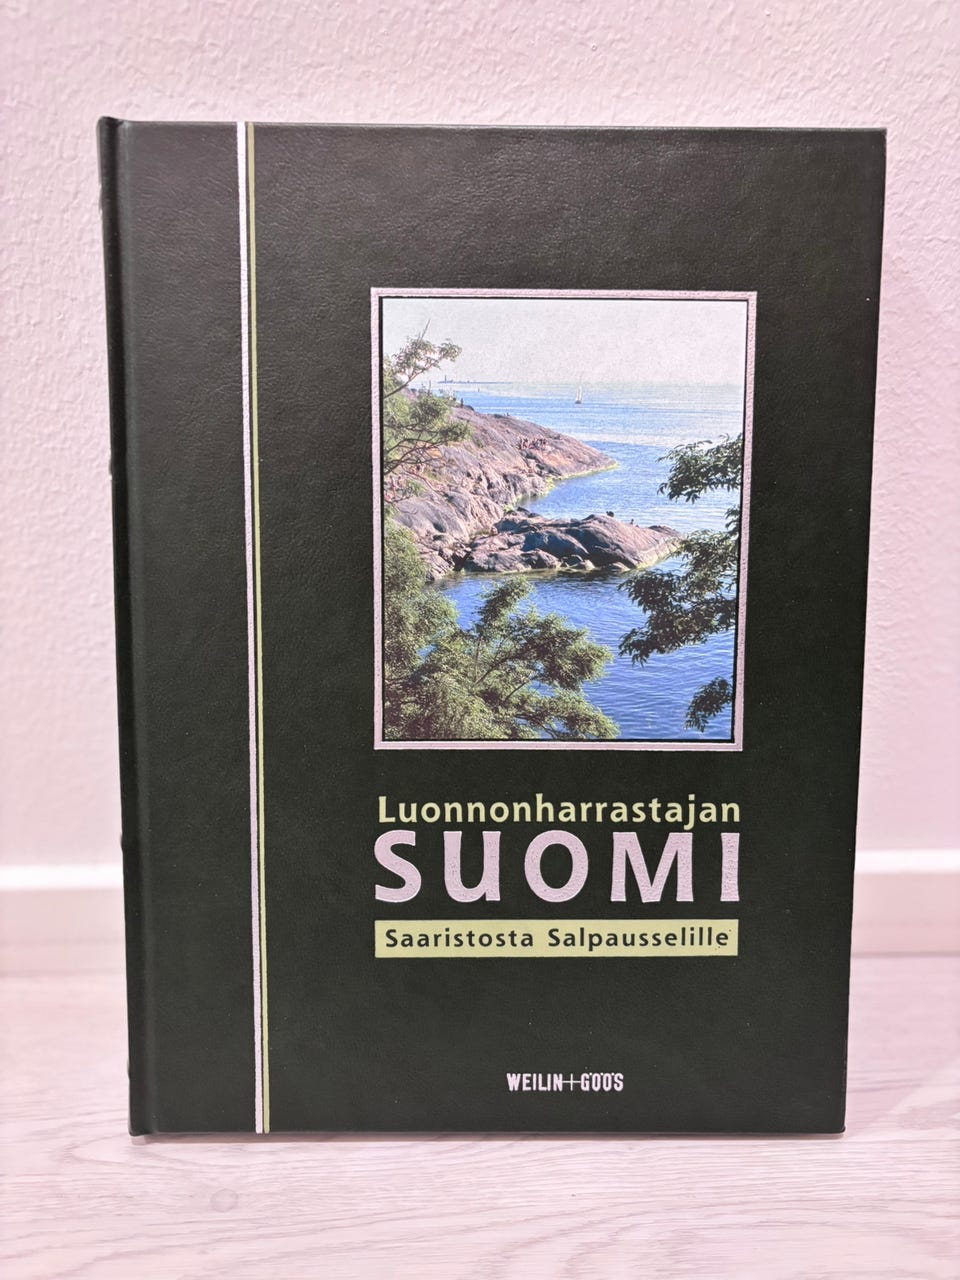 Luonnonharrastajan
SUOMI
Saaristosta Salpausselille
WEILIN+GÖÖS